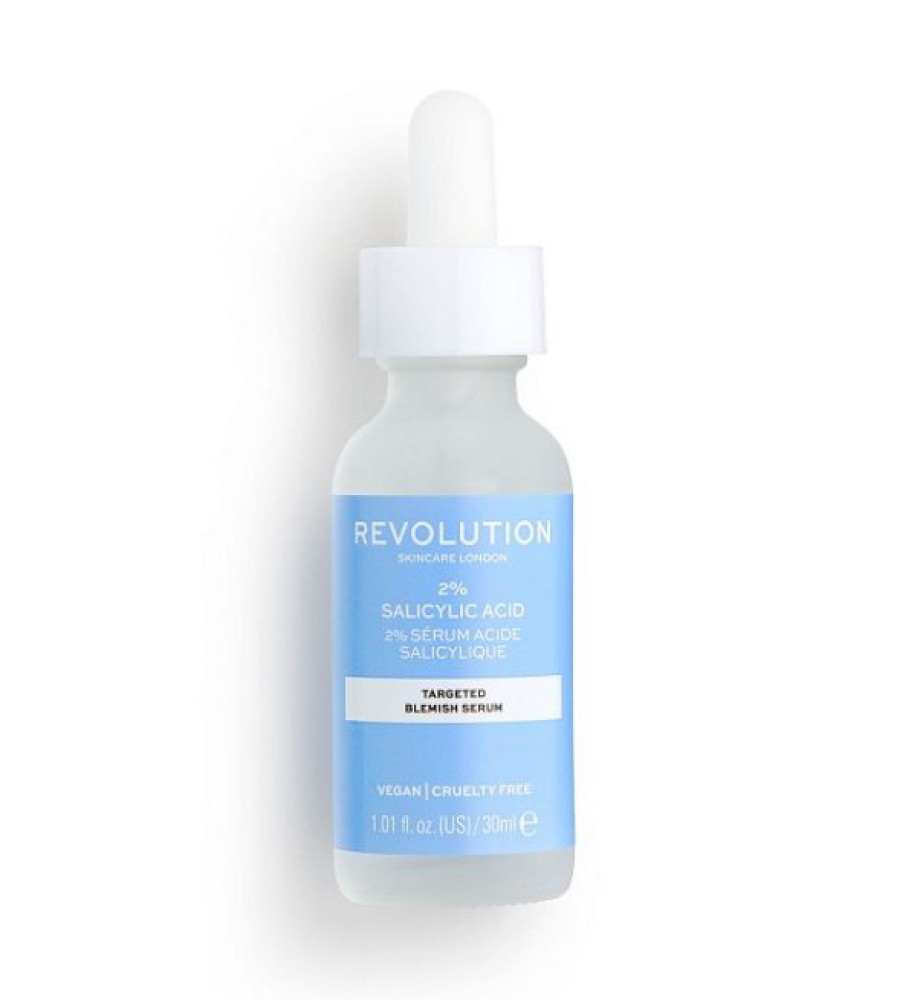 REVOLUTION
SKINCARE LONDON
2%
SALICYLIC ACID
2% SÉRUM ACIDE
SALICYLIQUE
TARGETED
BLEMISH SERUM
VEGAN | CRUELTY FREE
1.01 fl. oz. (US) / 30ml ℮